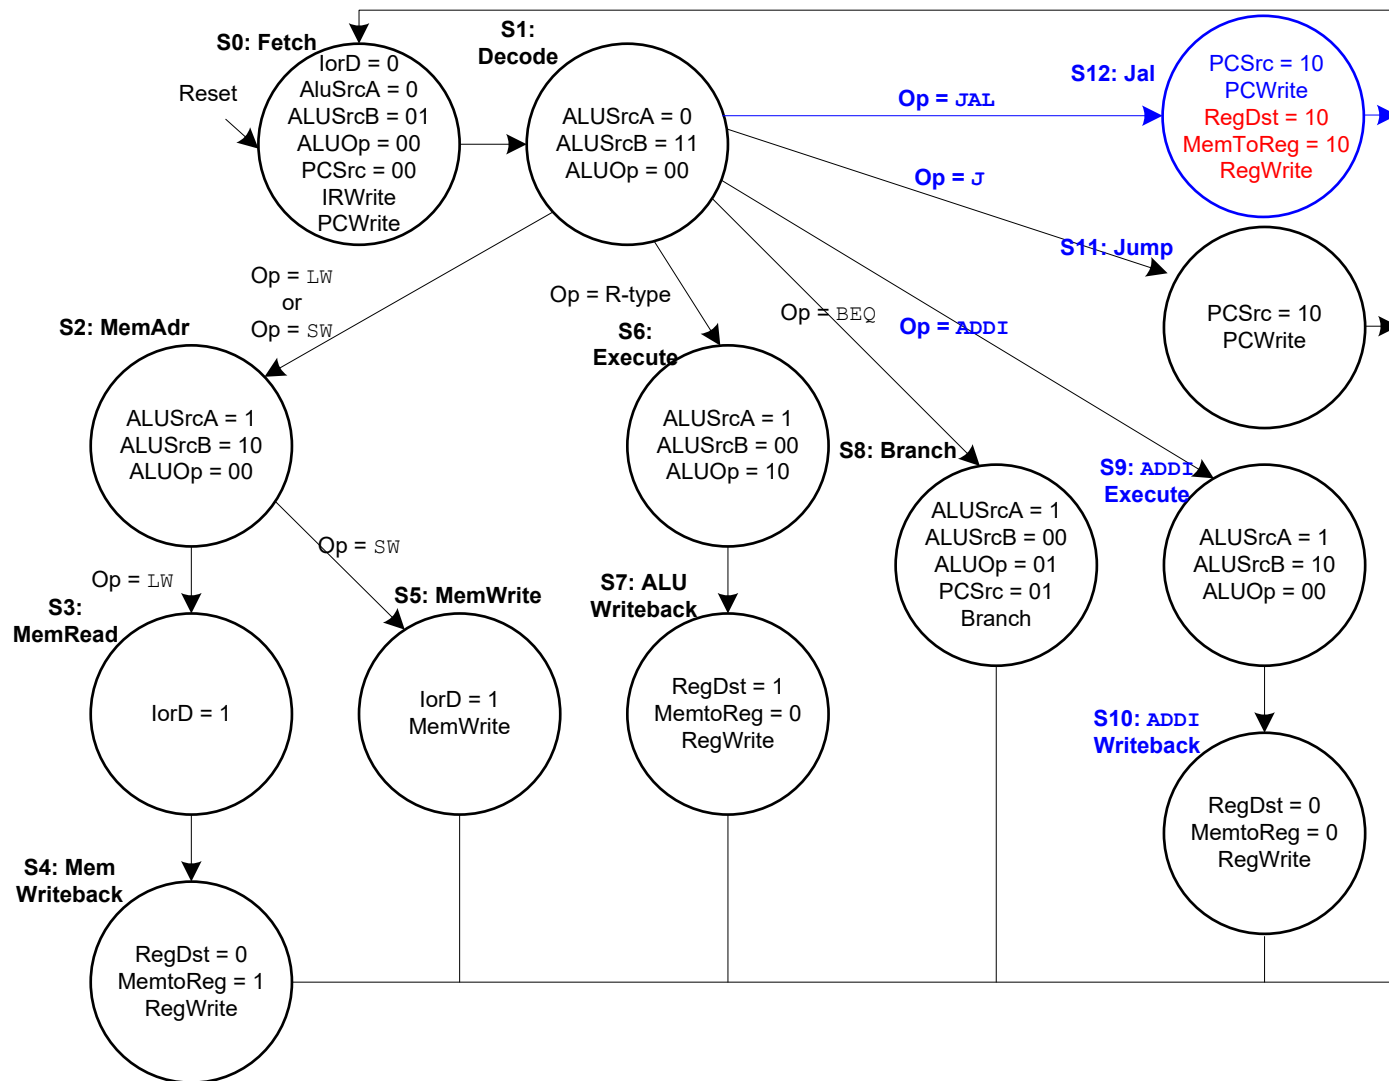 S0: Fetch
Reset
IorD = 0
AluSrcA = 0
ALUSrcB = 01
ALUOp = 00
PCSrc = 00
IRWrite
PCWrite
S1:
Decode
ALUSrcA = 0
ALUSrcB = 11
ALUOp = 00
Op = JAL
S12: Jal
PCSrc = 10
PCWrite
RegDst = 10
MemToReg = 10
RegWrite
Op = J
S11: Jump
PCSrc = 10
PCWrite
Op = LW
or
Op = SW
Op = R-type
Op = BEQ
Op = ADDI
S2: MemAdr
ALUSrcA = 1
ALUSrcB = 10
ALUOp = 00
S6:
Execute
ALUSrcA = 1
ALUSrcB = 00
ALUOp = 10
S8: Branch
ALUSrcA = 1
ALUSrcB = 00
ALUOp = 01
PCSrc = 01
Branch
S9: ADDI
Execute
ALUSrcA = 1
ALUSrcB = 10
ALUOp = 00
Op = LW
Op = SW
S3:
MemRead
IorD = 1
S5: MemWrite
IorD = 1
MemWrite
S7: ALU
Writeback
RegDst = 1
MemtoReg = 0
RegWrite
S10: ADDI
Writeback
RegDst = 0
MemtoReg = 0
RegWrite
S4: Mem
Writeback
RegDst = 0
MemtoReg = 1
RegWrite